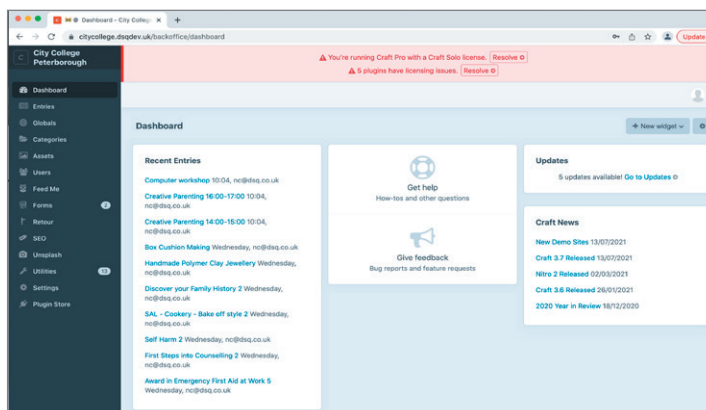 Dashboard - City College
citycollege.dsqdev.uk/backoffice/dashboard
Update
C
City College
Peterborough
You're running Craft Pro with a Craft Solo license. Resolve
5 plugins have licensing issues. Resolve
Dashboard
Entries
Globals
Categories
Assets
Users
Feed Me
Forms 2
Retour
SEO
Unsplash
Utilities 13
Settings
Plugin Store
Dashboard
+ New widget
Recent Entries
Computer workshop 10:04, nc@dsq.co.uk
Creative Parenting 16:00-17:00 10:04,
nc@dsq.co.uk
Creative Parenting 14:00-15:00 10:04,
nc@dsq.co.uk
Box Cushion Making Wednesday, nc@dsq.co.uk
Handmade Polymer Clay Jewellery Wednesday,
nc@dsq.co.uk
Discover your Family History 2 Wednesday,
nc@dsq.co.uk
SAL - Cookery - Bake off style 2 Wednesday,
nc@dsq.co.uk
Self Harm 2 Wednesday, nc@dsq.co.uk
First Steps into Counselling 2 Wednesday,
nc@dsq.co.uk
Award in Emergency First Aid at Work 5
Wednesday, nc@dsq.co.uk
Get help
How-tos and other questions
Give feedback
Bug reports and feature requests
Updates
5 updates available! Go to Updates
Craft News
New Demo Sites 13/07/2021
Craft 3.7 Released 13/07/2021
Nitro 2 Released 02/03/2021
Craft 3.6 Released 26/01/2021
2020 Year in Review 18/12/2020